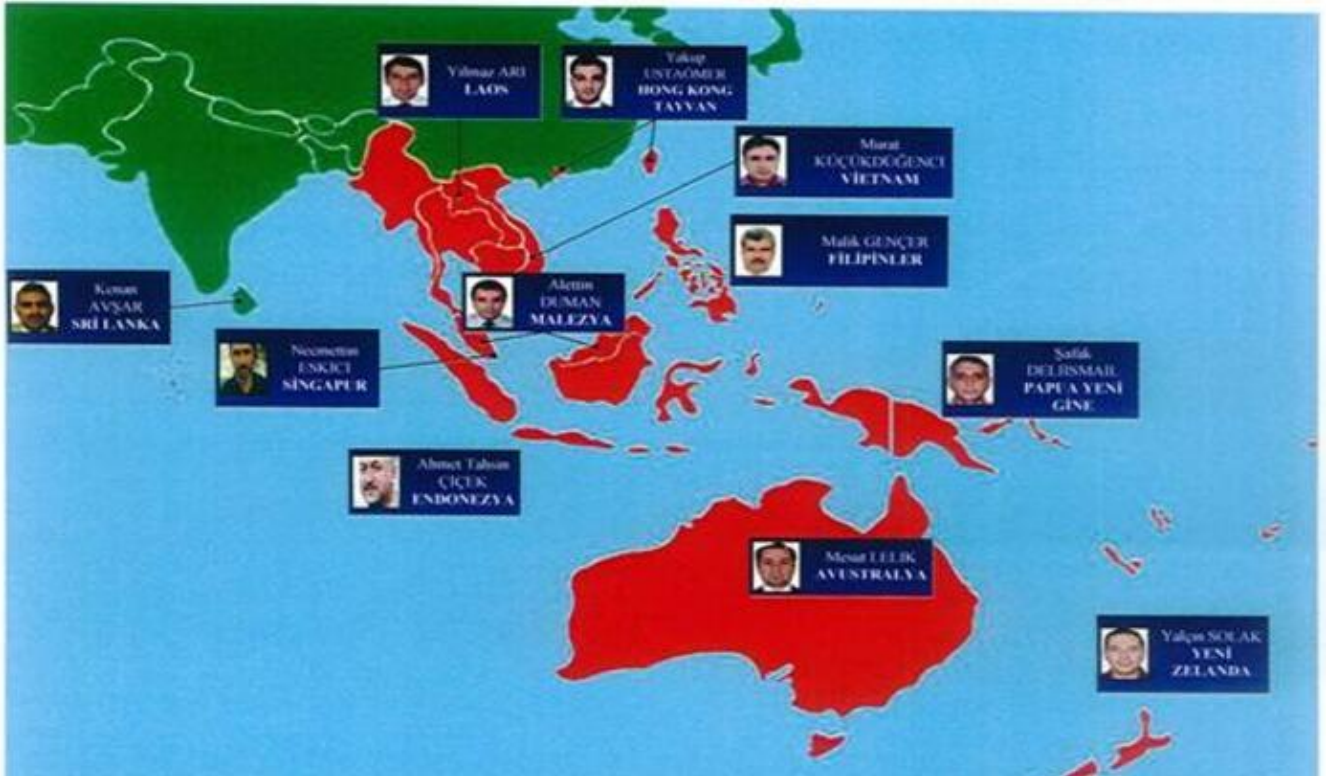 Yılmaz ARI
LAOS
Yakup
USTAÖMER
HONG KONG
TAYVAN
Murat
KÜÇÜKDÜĞENCİ
VİETNAM
Malik GENÇER
FİLİPİNLER
Kenan
AVŞAR
SRİ LANKA
Alettin
DUMAN
MALEZYA
Necmettin
ESKİCİ
SİNGAPUR
Şafak
DELİİSMAİL
PAPUA YENİ
GİNE
Ahmet Tahsin
ÇİÇEK
ENDONEZYA
Mesut LELİK
AVUSTRALYA
Yalçın SOLAK
YENİ
ZELANDA